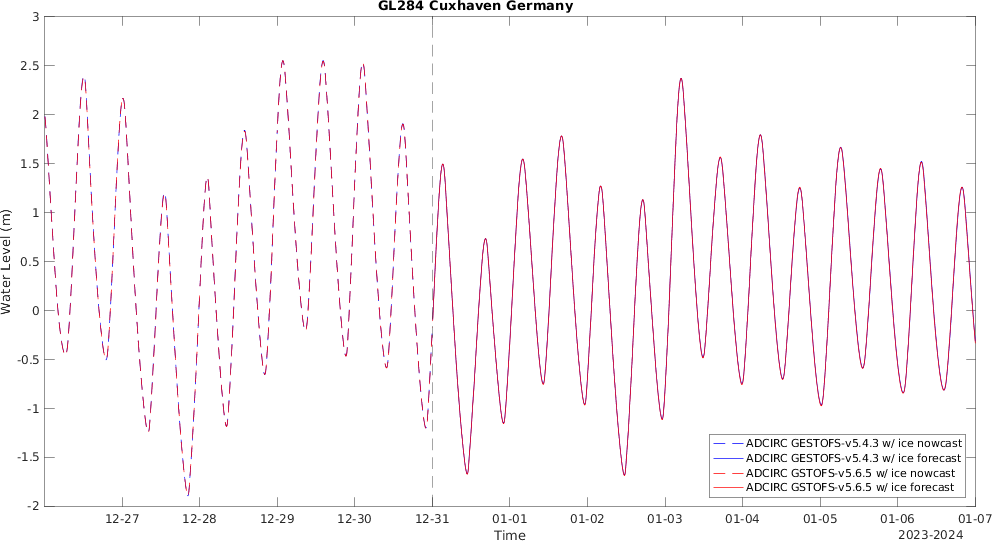 GL284 Cuxhaven Germany
3
2.5
2
1.5
1
0.5
0
-0.5
-1
-1.5
-2
Water Level (m)
ADCIRC GESTOFS-v5.4.3 w/ ice nowcast
ADCIRC GESTOFS-v5.4.3 w/ ice forecast
ADCIRC GSTOFS-v5.6.5 w/ ice nowcast
ADCIRC GSTOFS-v5.6.5 w/ ice forecast
12-27 12-28 12-29 12-30 12-31 01-01 01-02 01-03 01-04 01-05 01-06 01-07
Time
2023-2024